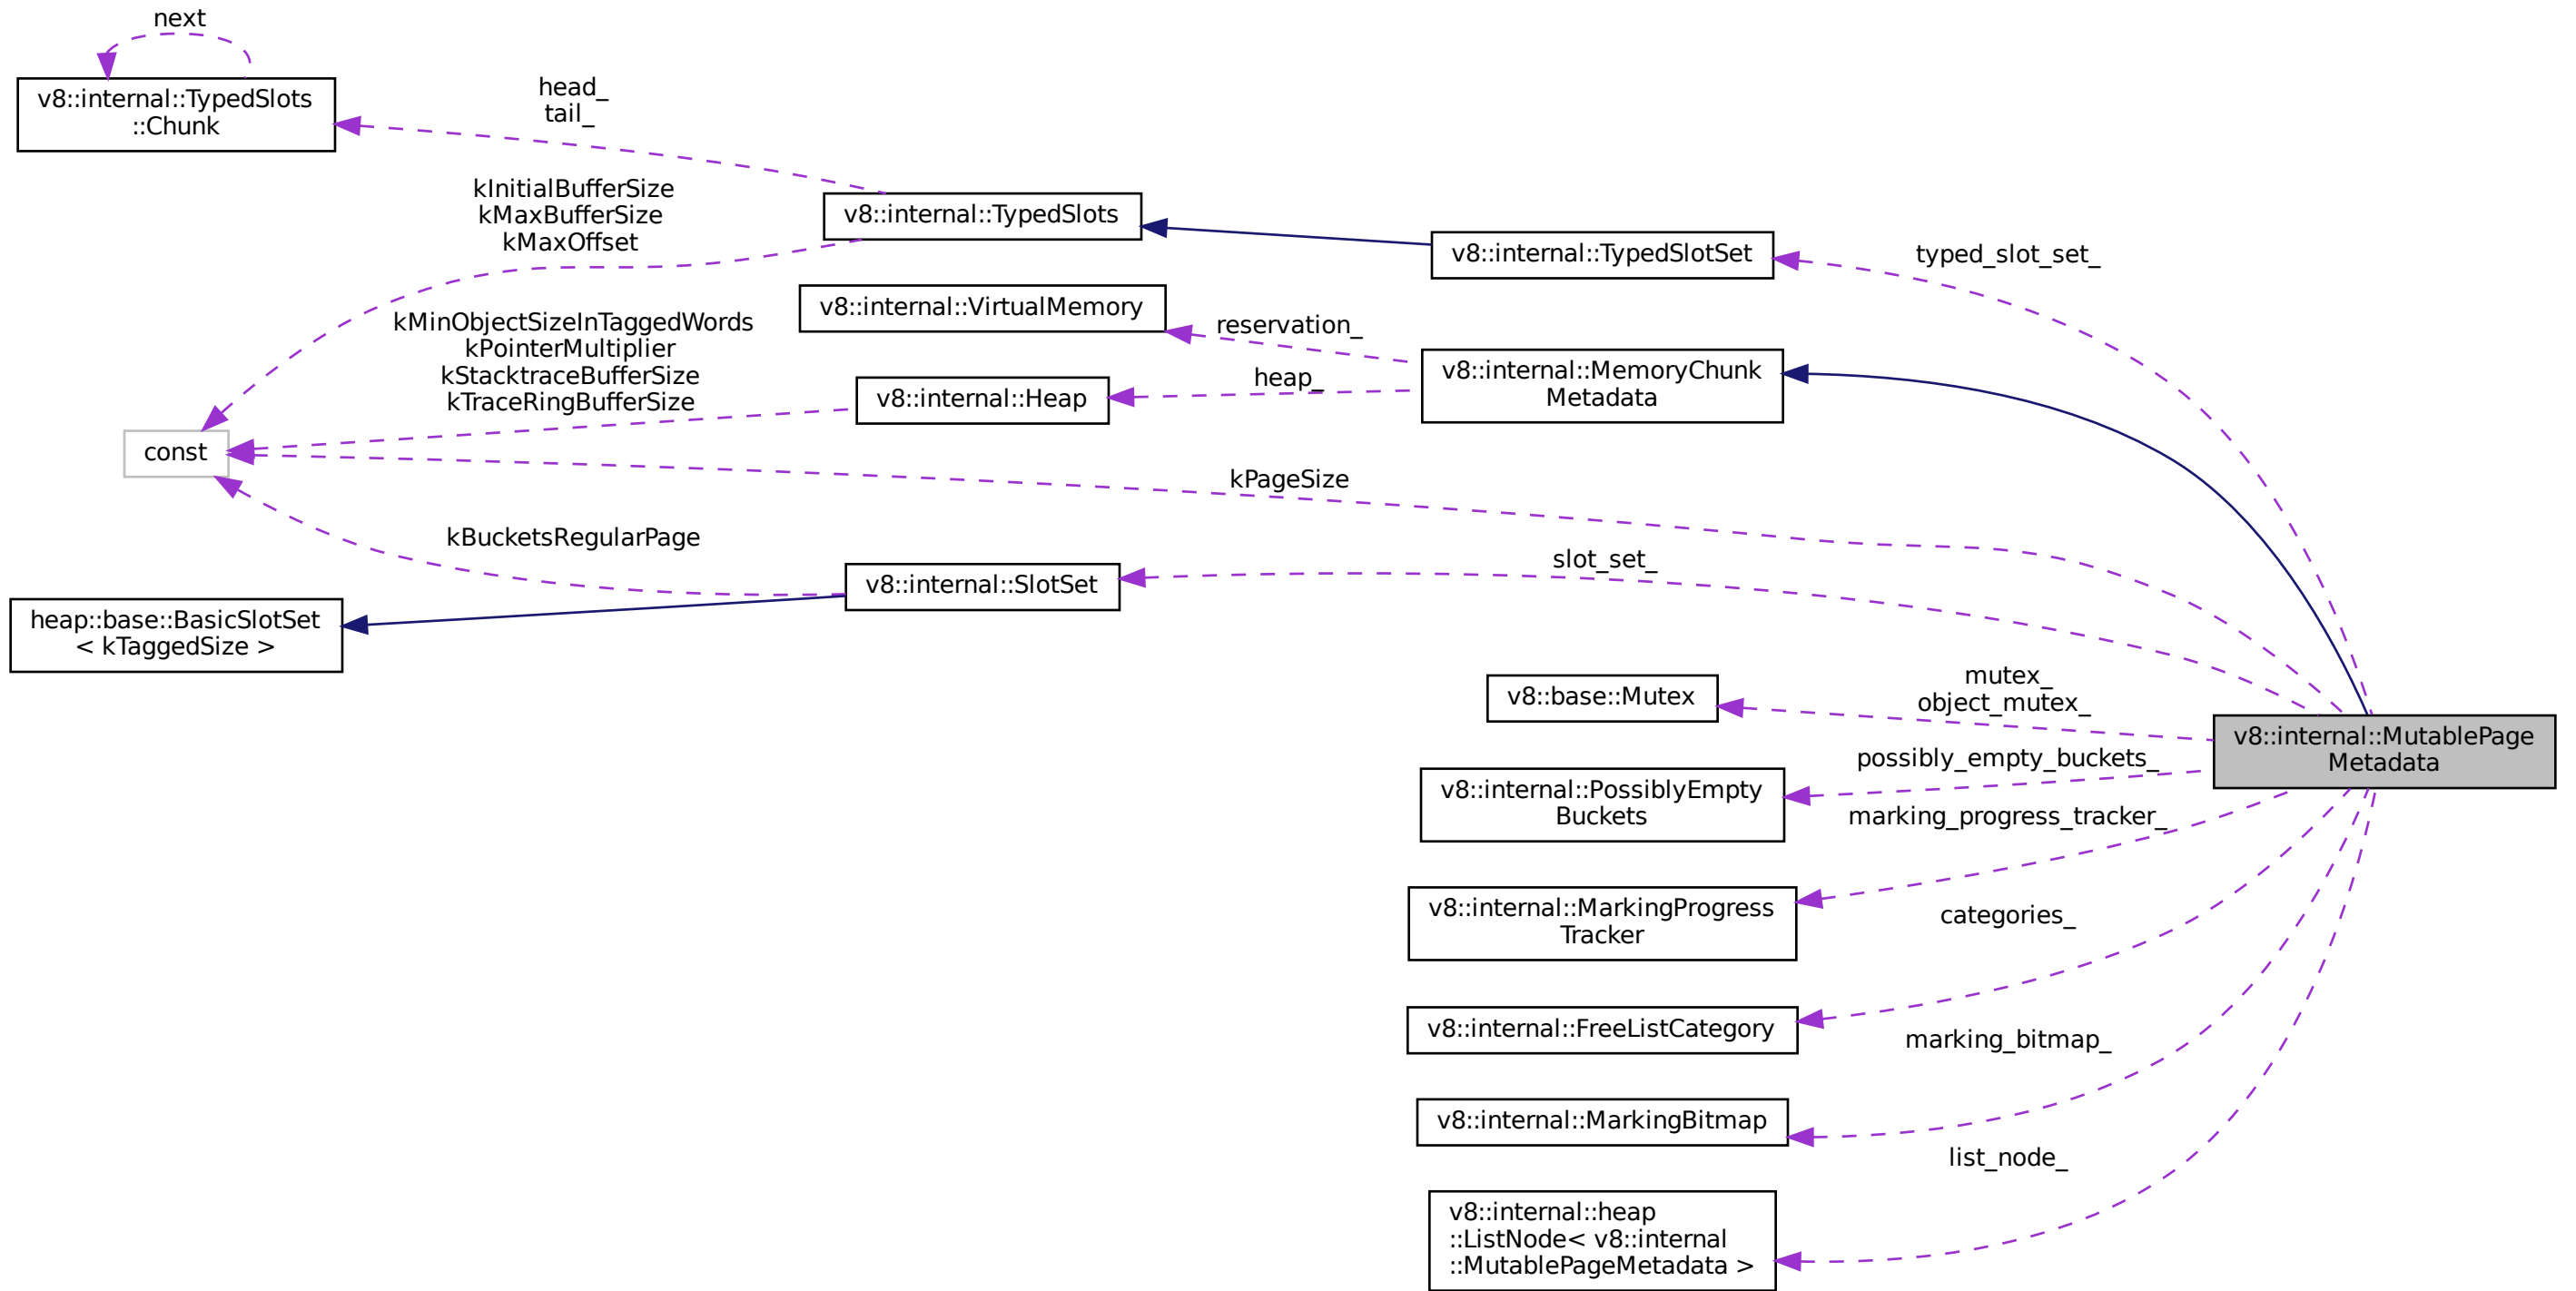 next
v8::internal::TypedSlots
::Chunk
head_
tail_
kInitialBufferSize
kMaxBufferSize
kMaxOffset
v8::internal::TypedSlots
v8::internal::TypedSlotSet
typed_slot_set_
v8::internal::VirtualMemory
reservation_
kMinObjectSizeInTaggedWords
kPointerMultiplier
kStacktraceBufferSize
kTraceRingBufferSize
v8::internal::Heap
heap_
v8::internal::MemoryChunk
Metadata
const
kPageSize
kBucketsRegularPage
v8::internal::SlotSet
slot_set_
heap::base::BasicSlotSet
< kTaggedSize >
v8::base::Mutex
mutex_
object_mutex_
v8::internal::MutablePage
Metadata
possibly_empty_buckets_
v8::internal::PossiblyEmpty
Buckets
marking_progress_tracker_
v8::internal::MarkingProgress
Tracker
categories_
v8::internal::FreeListCategory
marking_bitmap_
v8::internal::MarkingBitmap
list_node_
v8::internal::heap
::ListNode< v8::internal
::MutablePageMetadata >